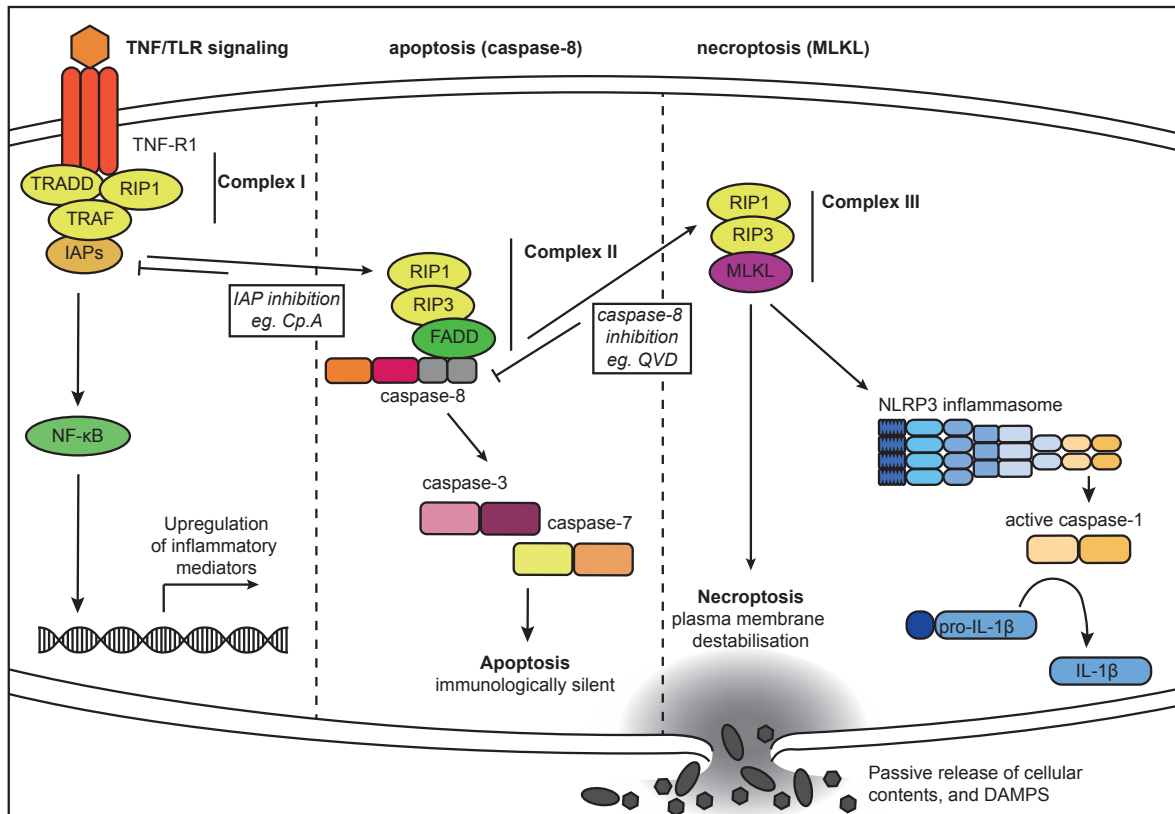 TNF/TLR signaling
apoptosis (caspase-8)
necroptosis (MLKL)
TNF-R1
TRADD
RIP1
TRAF
IAPs
Complex I
IAP inhibition
eg. Cp.A
NF-κB
Upregulation
of inflammatory
mediators
RIP1
RIP3
FADD
Complex II
caspase-8
caspase-8
inhibition
eg. QVD
caspase-3
caspase-7
Apoptosis
immunologically silent
RIP1
RIP3
MLKL
Complex III
NLRP3 inflammasome
active caspase-1
pro-IL-1β
IL-1β
Necroptosis
plasma membrane
destabilisation
Passive release of cellular
contents, and DAMPS